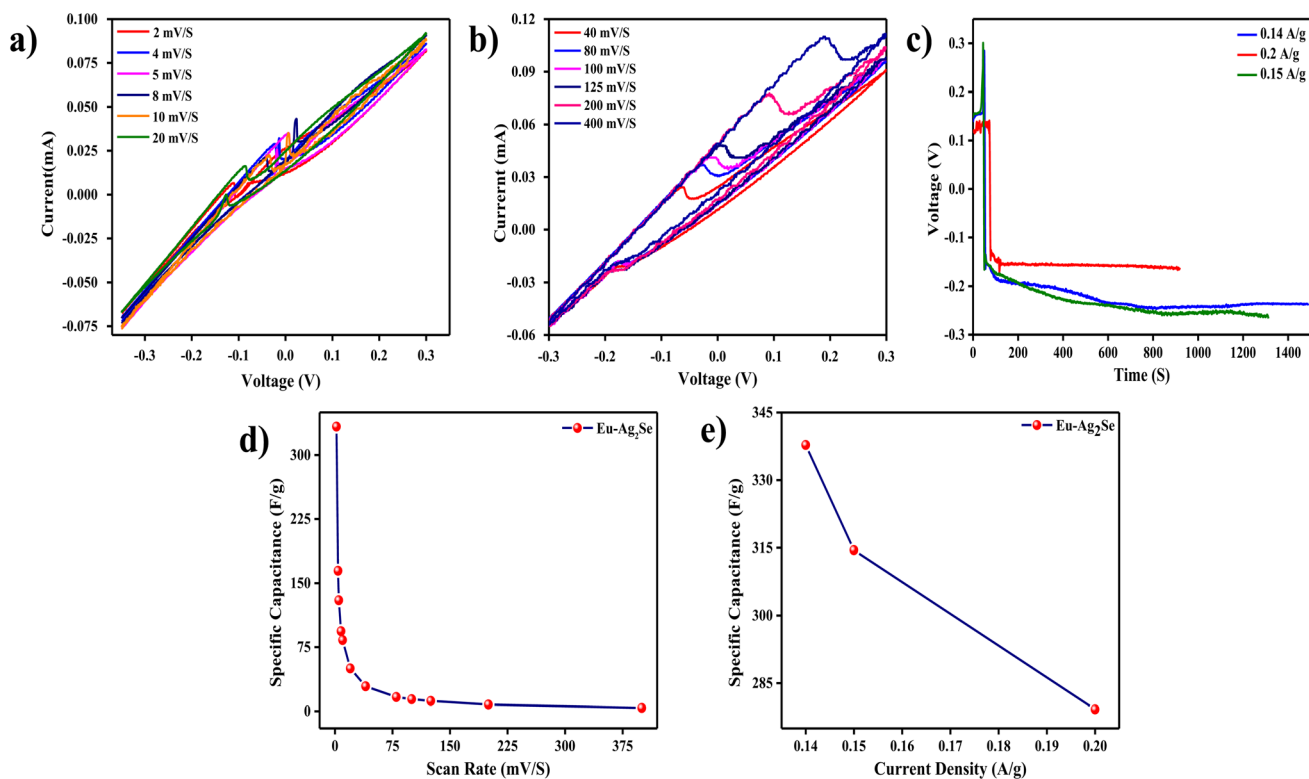 a)
2 mV/S
4 mV/S
5 mV/S
8 mV/S
10 mV/S
20 mV/S
0.100
0.075
0.050
0.025
0.000
-0.025
-0.050
-0.075
Current(mA)
-0.3 -0.2 -0.1 0.0 0.1 0.2 0.3
Voltage (V)
b)
40 mV/S
80 mV/S
100 mV/S
125 mV/S
200 mV/S
400 mV/S
0.12
0.09
0.06
0.03
0.00
-0.03
-0.06
Currernt (mA)
-0.3 -0.2 -0.1 0.0 0.1 0.2 0.3
Voltage (V)
c)
0.14 A/g
0.2 A/g
0.15 A/g
0.3
0.2
0.1
0.0
-0.1
-0.2
-0.3
Voltage (V)
0 200 400 600 800 1000 1200 1400
Time (S)
d)
Eu-Ag₂Se
300
225
150
75
0
Specific Capacitance (F/g)
0 75 150 225 300 375
Scan Rate (mV/S)
e)
Eu-Ag₂Se
345
330
315
300
285
Specific Capacitance (F/g)
0.14 0.15 0.16 0.17 0.18 0.19 0.20
Current Density (A/g)